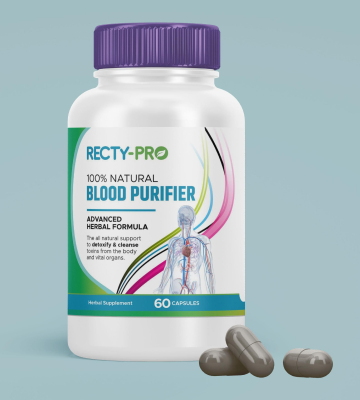 RECTY-PRO
100% NATURAL
BLOOD PURIFIER
ADVANCED
HERBAL FORMULA
The all natural support
to detoxify & cleanse
toxins from the body
and vital organs.
Herbal Supplement
60 CAPSULES